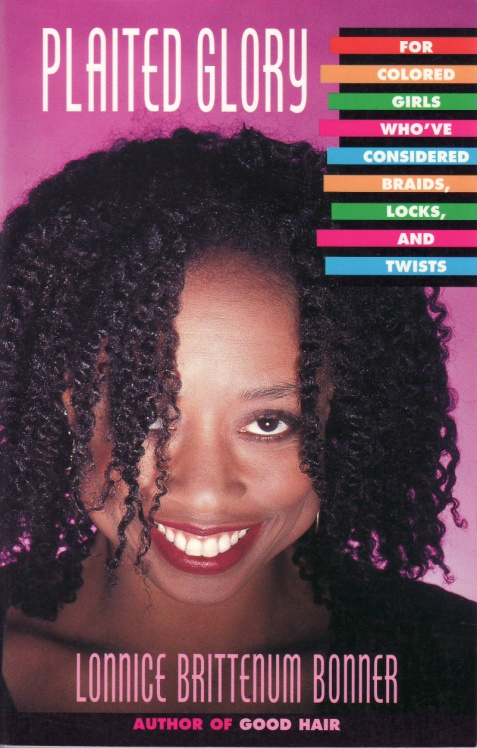 PLAITED GLORY
FOR
COLORED
GIRLS
WHO'VE
CONSIDERED
BRAIDS,
LOCKS,
AND
TWISTS
LONNICE BRITTENUM BONNER
AUTHOR OF GOOD HAIR